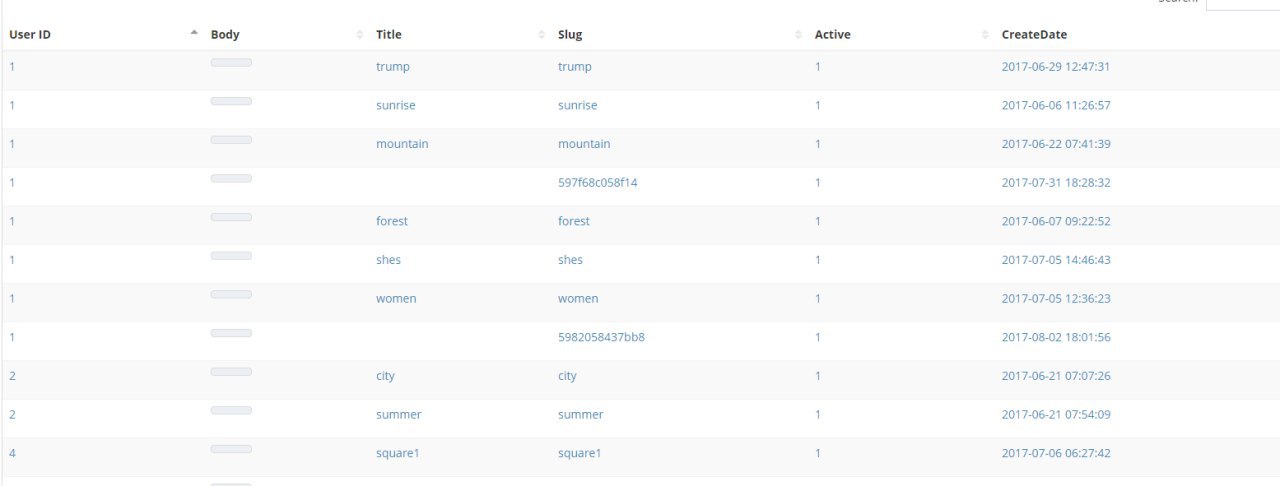 Search:
User ID Body Title Slug Active CreateDate
1 trump trump 1 2017-06-29 12:47:31
1 sunrise sunrise 1 2017-06-06 11:26:57
1 mountain mountain 1 2017-06-22 07:41:39
1 597f68c058f14 1 2017-07-31 18:28:32
1 forest forest 1 2017-06-07 09:22:52
1 shes shes 1 2017-07-05 14:46:43
1 women women 1 2017-07-05 12:36:23
1 5982058437bb8 1 2017-08-02 18:01:56
2 city city 1 2017-06-21 07:07:26
2 summer summer 1 2017-06-21 07:54:09
4 square1 square1 1 2017-07-06 06:27:42